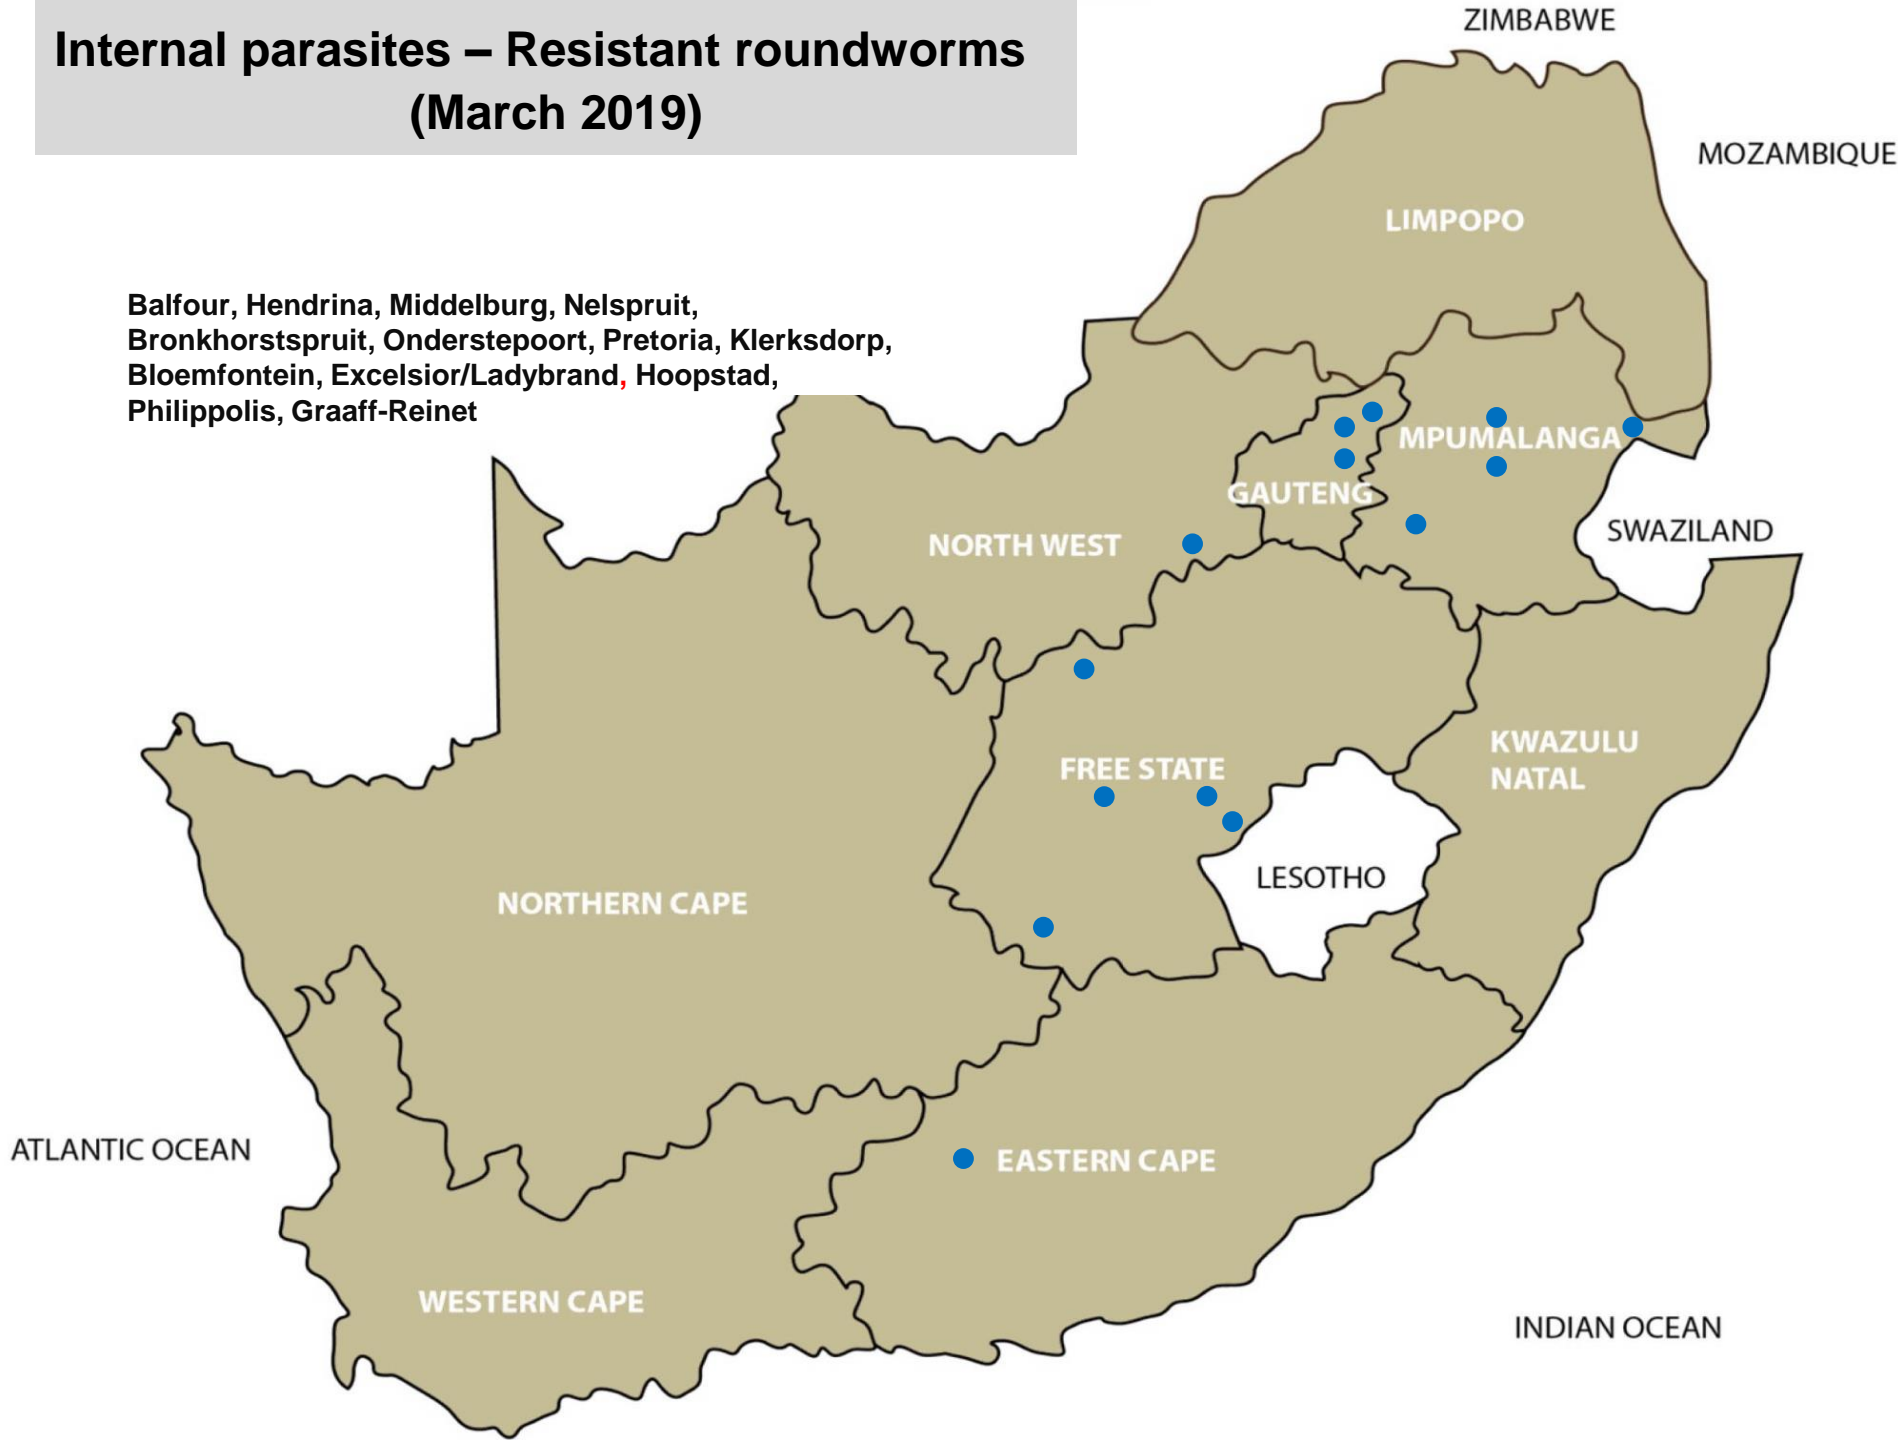 Internal parasites – Resistant roundworms
(March 2019)
ZIMBABWE
MOZAMBIQUE
LIMPOPO
Balfour, Hendrina, Middelburg, Nelspruit,
Bronkhorstspruit, Onderstepoort, Pretoria, Klerksdorp,
Bloemfontein, Excelsior/Ladybrand, Hoopstad,
Philippolis, Graaff-Reinet
MPUMALANGA
GAUTENG
SWAZILAND
NORTH WEST
KWAZULU
NATAL
FREE STATE
LESOTHO
NORTHERN CAPE
ATLANTIC OCEAN
EASTERN CAPE
WESTERN CAPE
INDIAN OCEAN